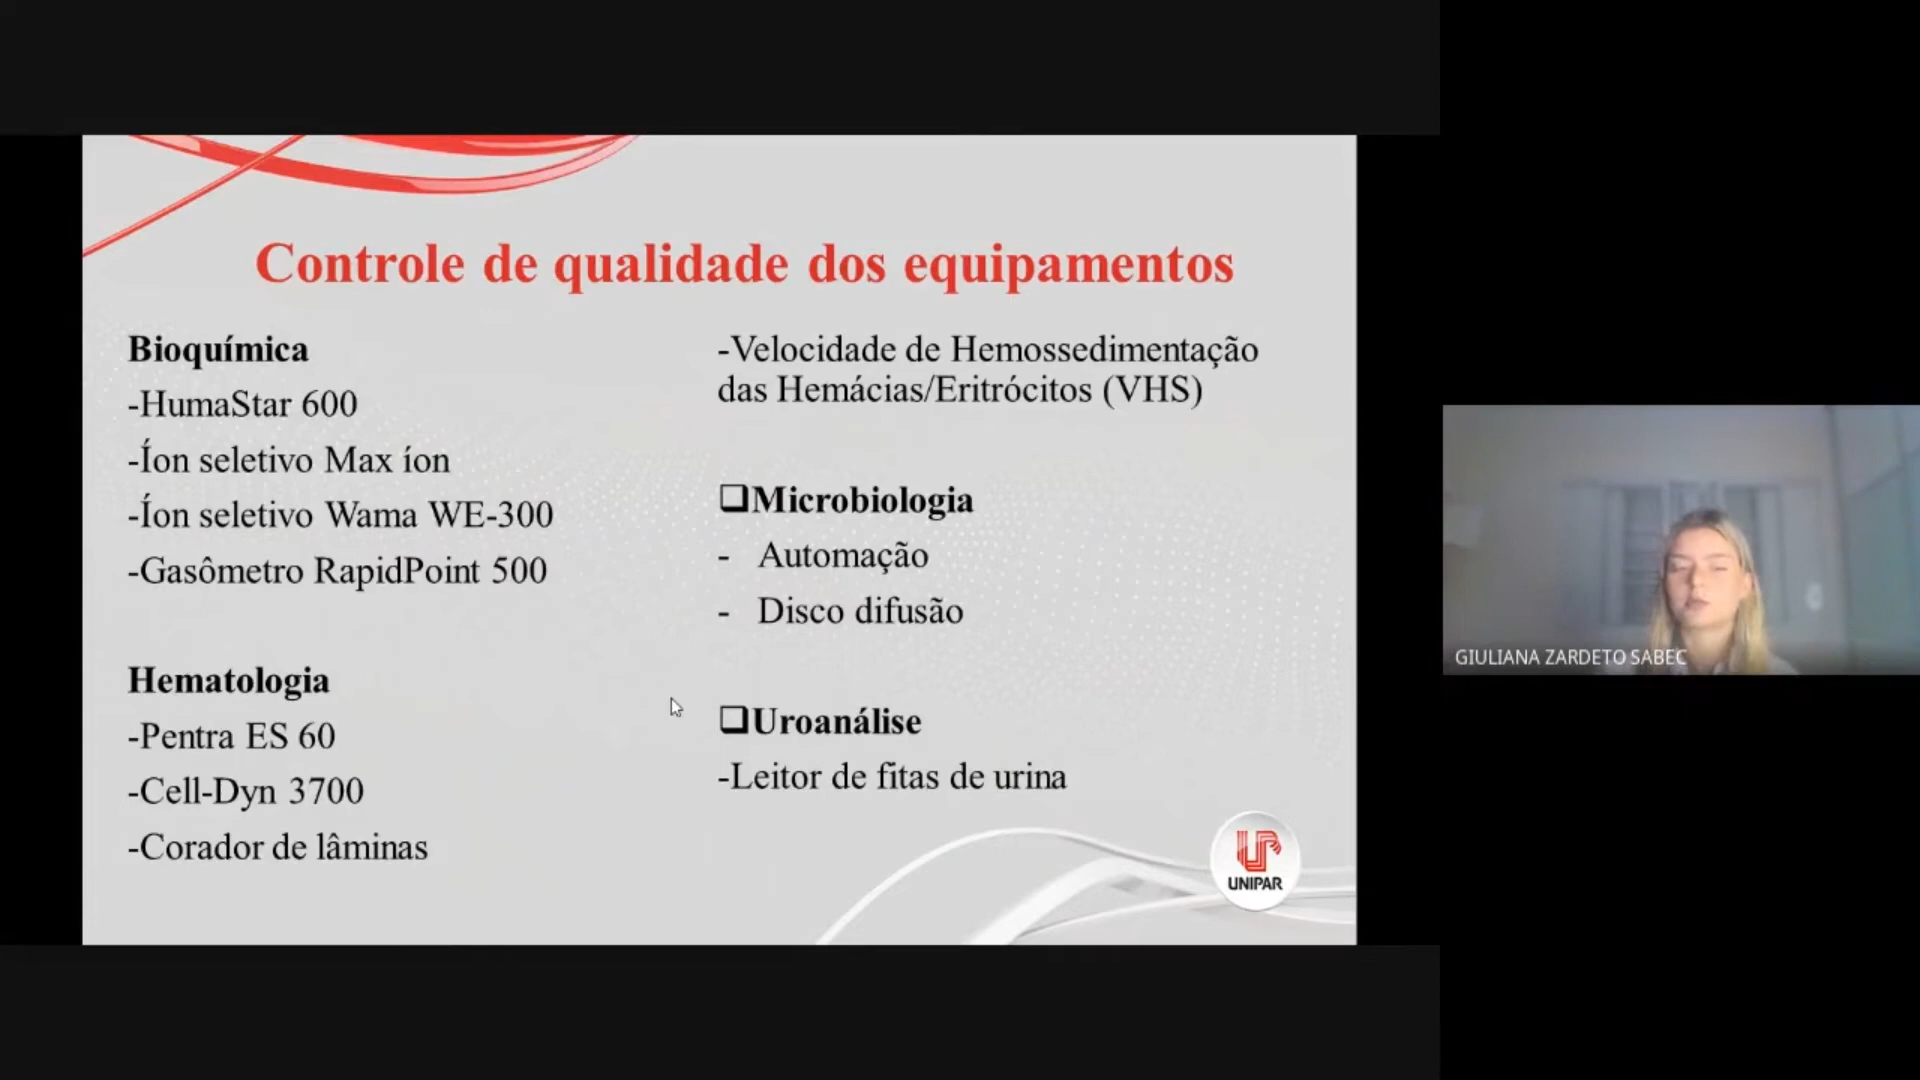 Controle de qualidade dos equipamentos
Bioquímica
-HumaStar 600
-Íon seletivo Max íon
-Íon seletivo Wama WE-300
-Gasômetro RapidPoint 500
Hematologia
-Pentra ES 60
-Cell-Dyn 3700
-Corador de lâminas
-Velocidade de Hemossedimentação
das Hemácias/Eritrócitos (VHS)
❑Microbiologia
- Automação
- Disco difusão
❑Uroanálise
-Leitor de fitas de urina
UNIPAR
GIULIANA ZARDETO SABEC